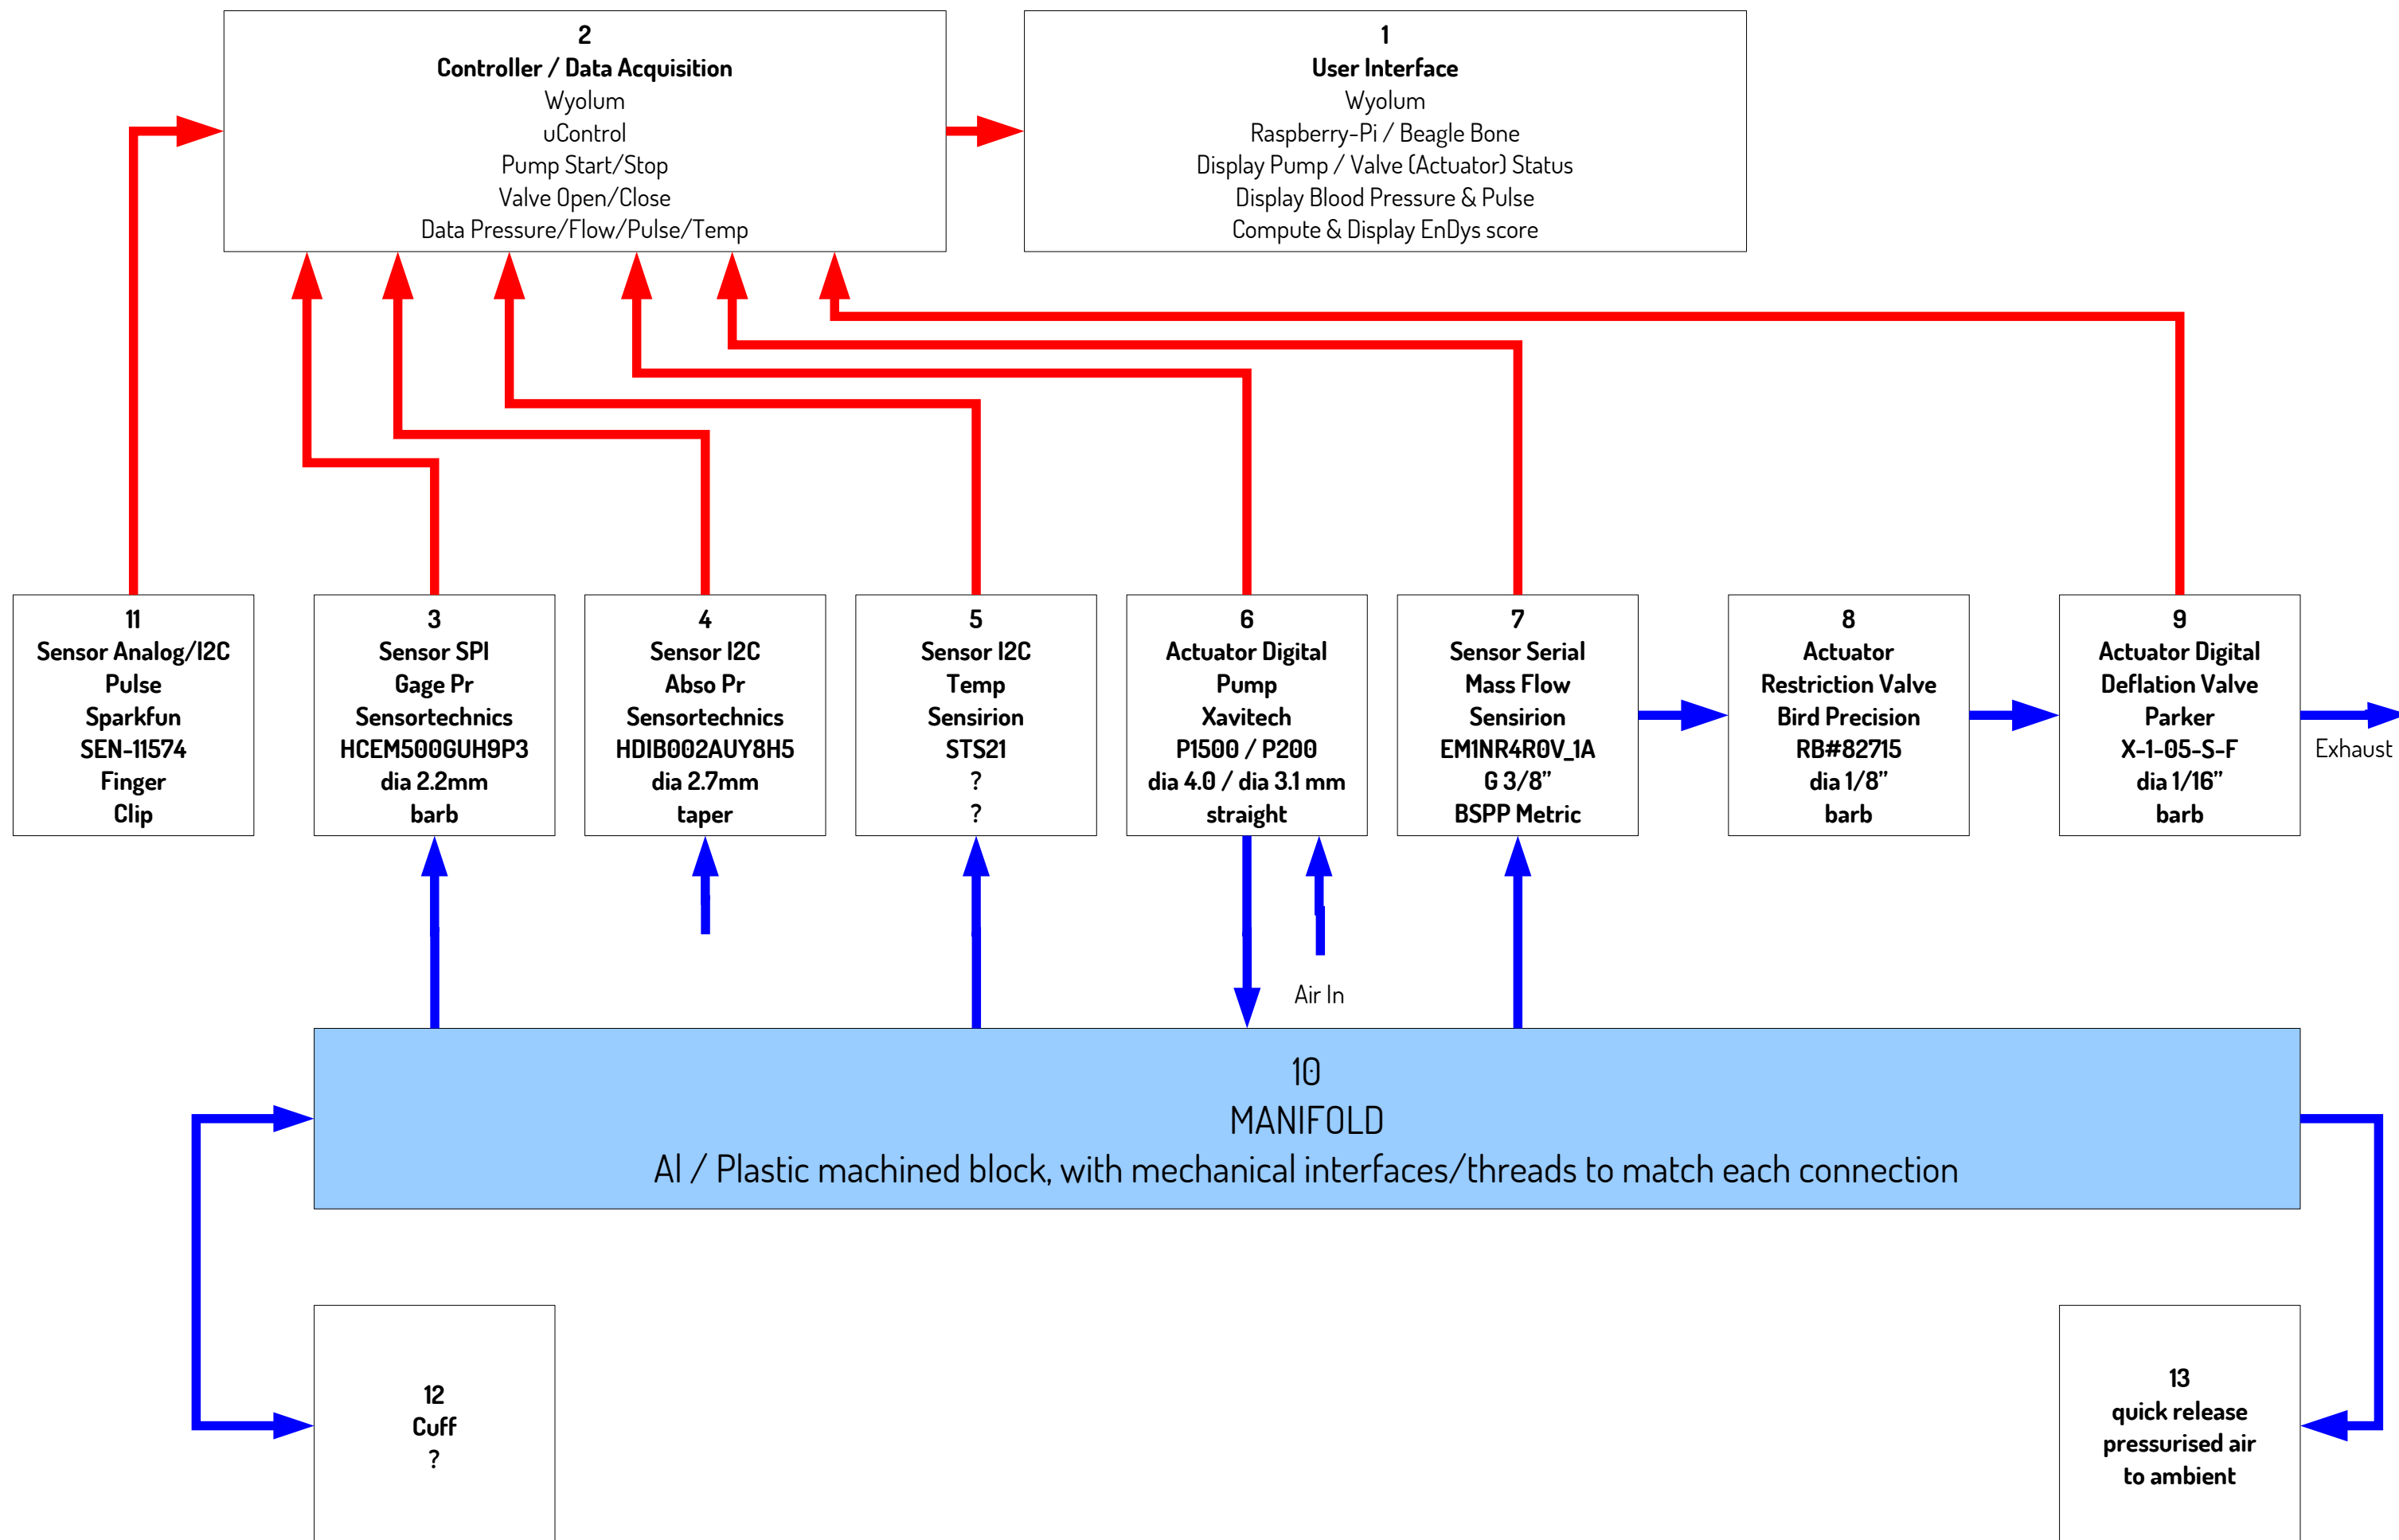 2
Controller / Data Acquisition
Wyolum
uControl
Pump Start/Stop
Valve Open/Close
Data Pressure/Flow/Pulse/Temp
1
User Interface
Wyolum
Raspberry-Pi / Beagle Bone
Display Pump / Valve (Actuator) Status
Display Blood Pressure & Pulse
Compute & Display EnDys score
11
Sensor Analog/I2C
Pulse
Sparkfun
SEN-11574
Finger
Clip
3
Sensor SPI
Gage Pr
Sensortechnics
HCEM500GUH9P3
dia 2.2mm
barb
4
Sensor I2C
Abso Pr
Sensortechnics
HDIB002AUY8H5
dia 2.7mm
taper
5
Sensor I2C
Temp
Sensirion
STS21
?
?
6
Actuator Digital
Pump
Xavitech
P1500 / P200
dia 4.0 / dia 3.1 mm
straight
7
Sensor Serial
Mass Flow
Sensirion
EM1NR4R0V_1A
G 3/8”
BSPP Metric
8
Actuator
Restriction Valve
Bird Precision
RB#82715
dia 1/8”
barb
9
Actuator Digital
Deflation Valve
Parker
X-1-05-S-F
dia 1/16”
barb
Exhaust
Air In
10
MANIFOLD
Al / Plastic machined block, with mechanical interfaces/threads to match each connection
12
Cuff
?
13
quick release
pressurised air
to ambient